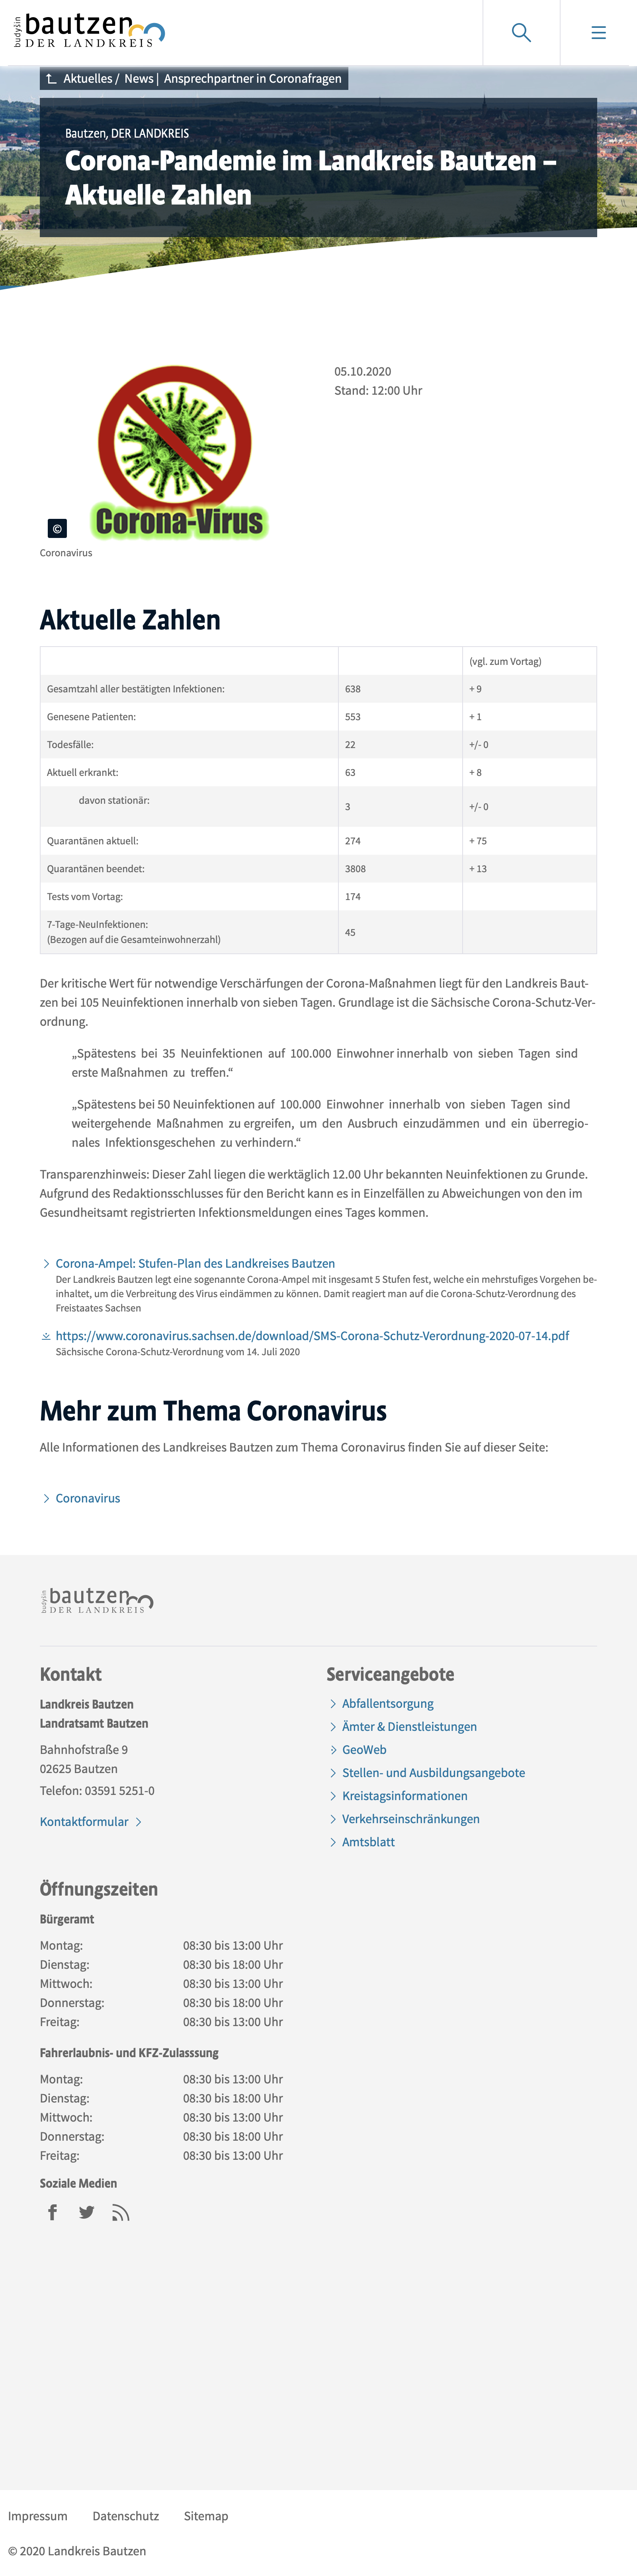 budyšin
bautzen
DER LANDKREIS
Aktuelles / News | Ansprechpartner in Coronafragen
Bautzen, DER LANDKREIS
Corona-Pandemie im Landkreis Bautzen –
Aktuelle Zahlen
05.10.2020
Stand: 12:00 Uhr
Corona-Virus
©
Coronavirus
Aktuelle Zahlen
(vgl. zum Vortag)
Gesamtzahl aller bestätigten Infektionen: 638 + 9
Genesene Patienten: 553 + 1
Todesfälle: 22 +/- 0
Aktuell erkrankt: 63 + 8
davon stationär: 3 +/- 0
Quarantänen aktuell: 274 + 75
Quarantänen beendet: 3808 + 13
Tests vom Vortag: 174
7-Tage-NeuInfektionen:
(Bezogen auf die Gesamteinwohnerzahl) 45
Der kritische Wert für notwendige Verschärfungen der Corona-Maßnahmen liegt für den Landkreis Baut-
zen bei 105 Neuinfektionen innerhalb von sieben Tagen. Grundlage ist die Sächsische Corona-Schutz-Ver-
ordnung.
„Spätestens bei 35 Neuinfektionen auf 100.000 Einwohner innerhalb von sieben Tagen sind
erste Maßnahmen zu treffen.“
„Spätestens bei 50 Neuinfektionen auf 100.000 Einwohner innerhalb von sieben Tagen sind
weitergehende Maßnahmen zu ergreifen, um den Ausbruch einzudämmen und ein überregio-
nales Infektionsgeschehen zu verhindern.“
Transparenzhinweis: Dieser Zahl liegen die werktäglich 12.00 Uhr bekannten Neuinfektionen zu Grunde.
Aufgrund des Redaktionsschlusses für den Bericht kann es in Einzelfällen zu Abweichungen von den im
Gesundheitsamt registrierten Infektionsmeldungen eines Tages kommen.
Corona-Ampel: Stufen-Plan des Landkreises Bautzen
Der Landkreis Bautzen legt eine sogenannte Corona-Ampel mit insgesamt 5 Stufen fest, welche ein mehrstufiges Vorgehen be-
inhaltet, um die Verbreitung des Virus eindämmen zu können. Damit reagiert man auf die Corona-Schutz-Verordnung des
Freistaates Sachsen
https://www.coronavirus.sachsen.de/download/SMS-Corona-Schutz-Verordnung-2020-07-14.pdf
Sächsische Corona-Schutz-Verordnung vom 14. Juli 2020
Mehr zum Thema Coronavirus
Alle Informationen des Landkreises Bautzen zum Thema Coronavirus finden Sie auf dieser Seite:
Coronavirus
budyšin
bautzen
DER LANDKREIS
Kontakt
Landkreis Bautzen
Landratsamt Bautzen
Bahnhofstraße 9
02625 Bautzen
Telefon: 03591 5251-0
Kontaktformular
Serviceangebote
Abfallentsorgung
Ämter & Dienstleistungen
GeoWeb
Stellen- und Ausbildungsangebote
Kreistagsinformationen
Verkehrseinschränkungen
Amtsblatt
Öffnungszeiten
Bürgeramt
Montag: 08:30 bis 13:00 Uhr
Dienstag: 08:30 bis 18:00 Uhr
Mittwoch: 08:30 bis 13:00 Uhr
Donnerstag: 08:30 bis 18:00 Uhr
Freitag: 08:30 bis 13:00 Uhr
Fahrerlaubnis- und KFZ-Zulasssung
Montag: 08:30 bis 13:00 Uhr
Dienstag: 08:30 bis 18:00 Uhr
Mittwoch: 08:30 bis 13:00 Uhr
Donnerstag: 08:30 bis 18:00 Uhr
Freitag: 08:30 bis 13:00 Uhr
Soziale Medien
Impressum Datenschutz Sitemap
© 2020 Landkreis Bautzen